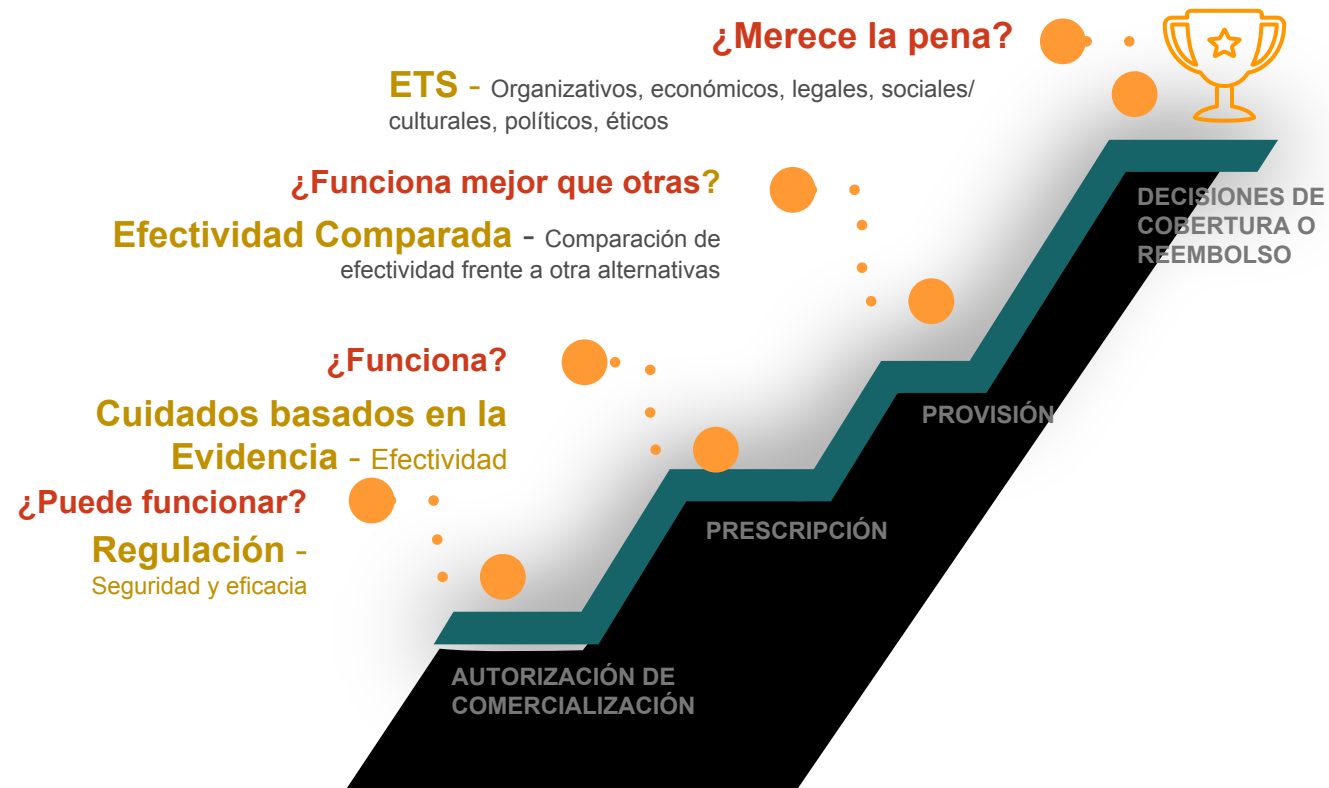 ¿Merece la pena?
ETS - Organizativos, económicos, legales, sociales/
culturales, políticos, éticos
¿Funciona mejor que otras?
Efectividad Comparada - Comparación de
efectividad frente a otra alternativas
¿Funciona?
Cuidados basados en la
Evidencia - Efectividad
¿Puede funcionar?
Regulación -
Seguridad y eficacia
DECISIONES DE
COBERTURA O
REEMBOLSO
PROVISIÓN
PRESCRIPCIÓN
AUTORIZACIÓN DE
COMERCIALIZACIÓN